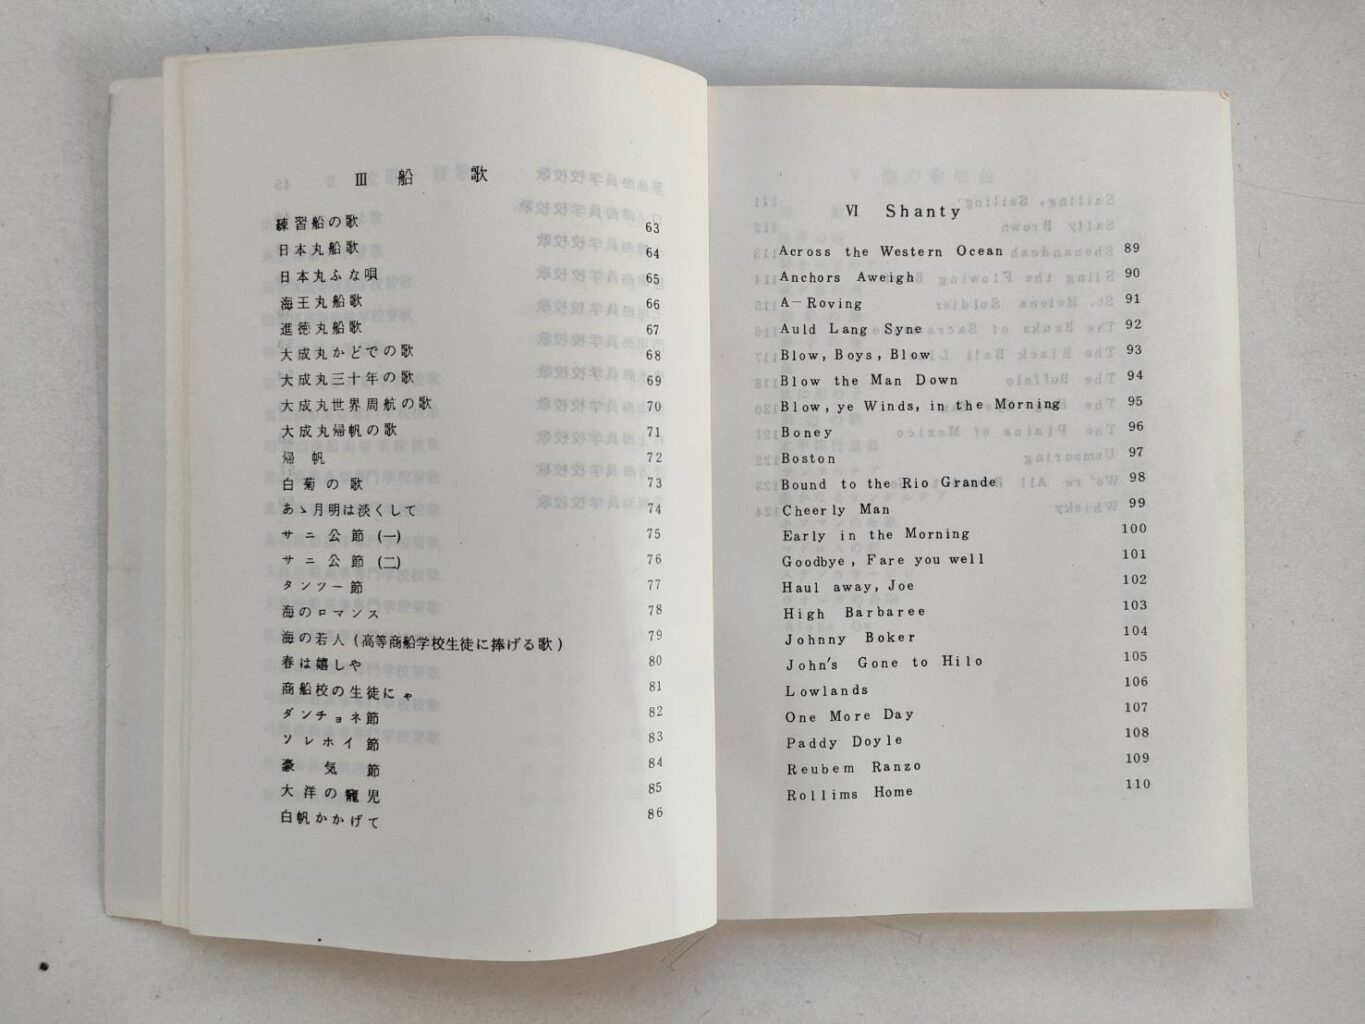 Ⅲ 船 歌
練習船の歌 63
日本丸船歌 64
日本丸ふな唄 65
海王丸船歌 66
進徳丸船歌 67
大成丸かどでの歌 68
大成丸三十年の歌 69
大成丸世界周航の歌 70
大成丸帰帆の歌 71
帰帆 72
白菊の歌 73
あゝ月明は淡くして 74
サニ公節 (一) 75
サニ公節 (二) 76
タンツー節 77
海のロマンス 78
海の若人 (高等商船学校生徒に捧げる歌) 79
春は嬉しや 80
商船校の生徒にゃ 81
ダンチョネ節 82
ソレホイ節 83
豪気節 84
大洋の寵児 85
白帆かかげて 86
Ⅵ Shanty
Across the Western Ocean 89
Anchors Aweigh 90
A-Roving 91
Auld Lang Syne 92
Blow, Boys, Blow 93
Blow the Man Down 94
Blow, ye Winds, in the Morning 95
Boney 96
Boston 97
Bound to the Rio Grande 98
Cheerly Man 99
Early in the Morning 100
Goodbye, Fare you well 101
Haul away, Joe 102
High Barbaree 103
Johnny Boker 104
John's Gone to Hilo 105
Lowlands 106
One More Day 107
Paddy Doyle 108
Reubem Ranzo 109
Rollims Home 110